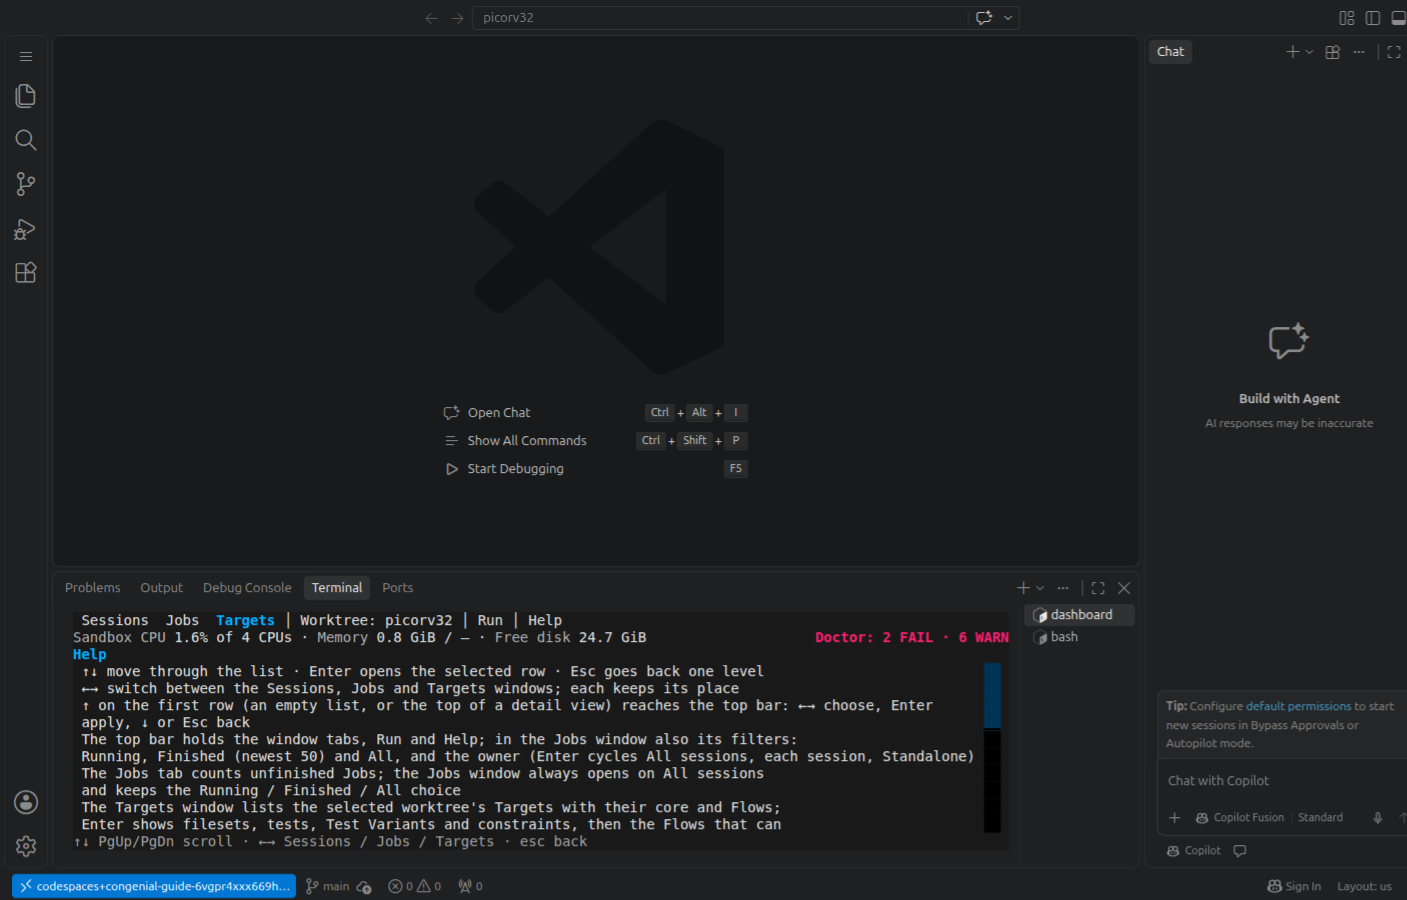 picorv32
Chat
Open Chat Ctrl + Alt + I
Show All Commands Ctrl + Shift + P
Start Debugging F5
Build with Agent
AI responses may be inaccurate
Problems Output Debug Console Terminal Ports
Sessions Jobs Targets | Worktree: picorv32 | Run | Help
Sandbox CPU 1.6% of 4 CPUs · Memory 0.8 GiB / — · Free disk 24.7 GiB Doctor: 2 FAIL · 6 WARN
Help
↑↓ move through the list · Enter opens the selected row · Esc goes back one level
←→ switch between the Sessions, Jobs and Targets windows; each keeps its place
↑ on the first row (an empty list, or the top of a detail view) reaches the top bar: ←→ choose, Enter
apply, ↓ or Esc back
The top bar holds the window tabs, Run and Help; in the Jobs window also its filters:
Running, Finished (newest 50) and All, and the owner (Enter cycles All sessions, each session, Standalone)
The Jobs tab counts unfinished Jobs; the Jobs window always opens on All sessions
and keeps the Running / Finished / All choice
The Targets window lists the selected worktree's Targets with their core and Flows;
Enter shows filesets, tests, Test Variants and constraints, then the Flows that can
↑↓ PgUp/PgDn scroll · ←→ Sessions / Jobs / Targets · esc back
dashboard
bash
Tip: Configure default permissions to start
new sessions in Bypass Approvals or
Autopilot mode.
Chat with Copilot
Copilot Fusion Standard
Copilot
codespaces+congenial-guide-6vgpr4xxx669h... main 0 0 0 Sign In Layout: us